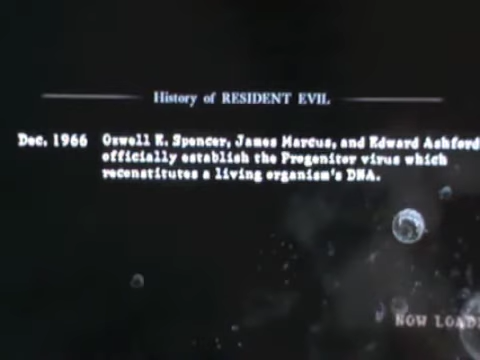 History of RESIDENT EVIL
Dec. 1966 Oswell E. Spencer, James Marcus, and Edward Ashford
officially establish the Progenitor virus which
reconstitutes a living organism's DNA.
NOW LOADI